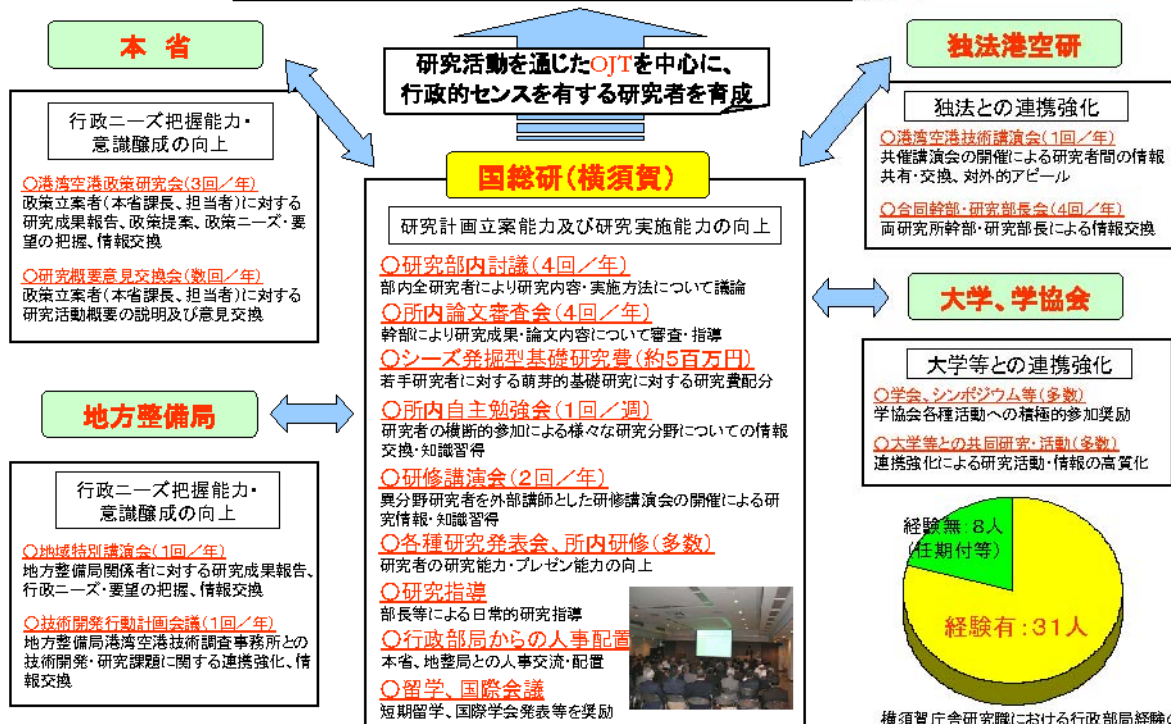 研究活動を通じたOJTを中心に、
行政的センスを有する研究者を育成
本 省
行政ニーズ把握能力・
意識醸成の向上
○港湾空港政策研究会(3回／年)
政策立案者(本省課長、担当者)に対する
研究成果報告、政策提案、政策ニーズ・要
望の把握、情報交換
○研究概要意見交換会(数回／年)
政策立案者(本省課長、担当者)に対する
研究活動概要の説明及び意見交換
地方整備局
行政ニーズ把握能力・
意識醸成の向上
○地域特別講演会(1回／年)
地方整備局関係者に対する研究成果報告、
行政ニーズ・要望の把握、情報交換
○技術開発行動計画会議(1回／年)
地方整備局港湾空港技術調査事務所との
技術開発・研究課題に関する連携強化、情
報交換
国総研(横須賀)
研究計画立案能力及び研究実施能力の向上
○研究部内討議(4回／年)
部内全研究者により研究内容・実施方法について議論
○所内論文審査会(4回／年)
幹部により研究成果・論文内容について審査・指導
○シーズ発掘型基礎研究費(約5百万円)
若手研究者に対する萌芽的基礎研究に対する研究費配分
○所内自主勉強会(1回／週)
研究者の横断的参加による様々な研究分野についての情報
交換・知識習得
○研修講演会(2回／年)
異分野研究者を外部講師とした研修講演会の開催による研
究情報・知識習得
○各種研究発表会、所内研修(多数)
研究者の研究能力・プレゼン能力の向上
○研究指導
部長等による日常的研究指導
○行政部局からの人事配置
本省、地整局との人事交流・配置
○留学、国際会議
短期留学、国際学会発表等を奨励
独法港空研
独法との連携強化
○港湾空港技術講演会(1回／年)
共催講演会の開催による研究者間の情報
共有・交換、対外的アピール
○合同幹部・研究部長会(4回／年)
両研究所幹部・研究部長による情報交換
大学、学協会
大学等との連携強化
○学会、シンポジウム等(多数)
学協会各種活動への積極的参加奨励
○大学等との共同研究・活動(多数)
連携強化による研究活動・情報の高質化
経験無：8人
(任期付等)
経験有：31人
横須賀庁舎研究職における行政部局経験